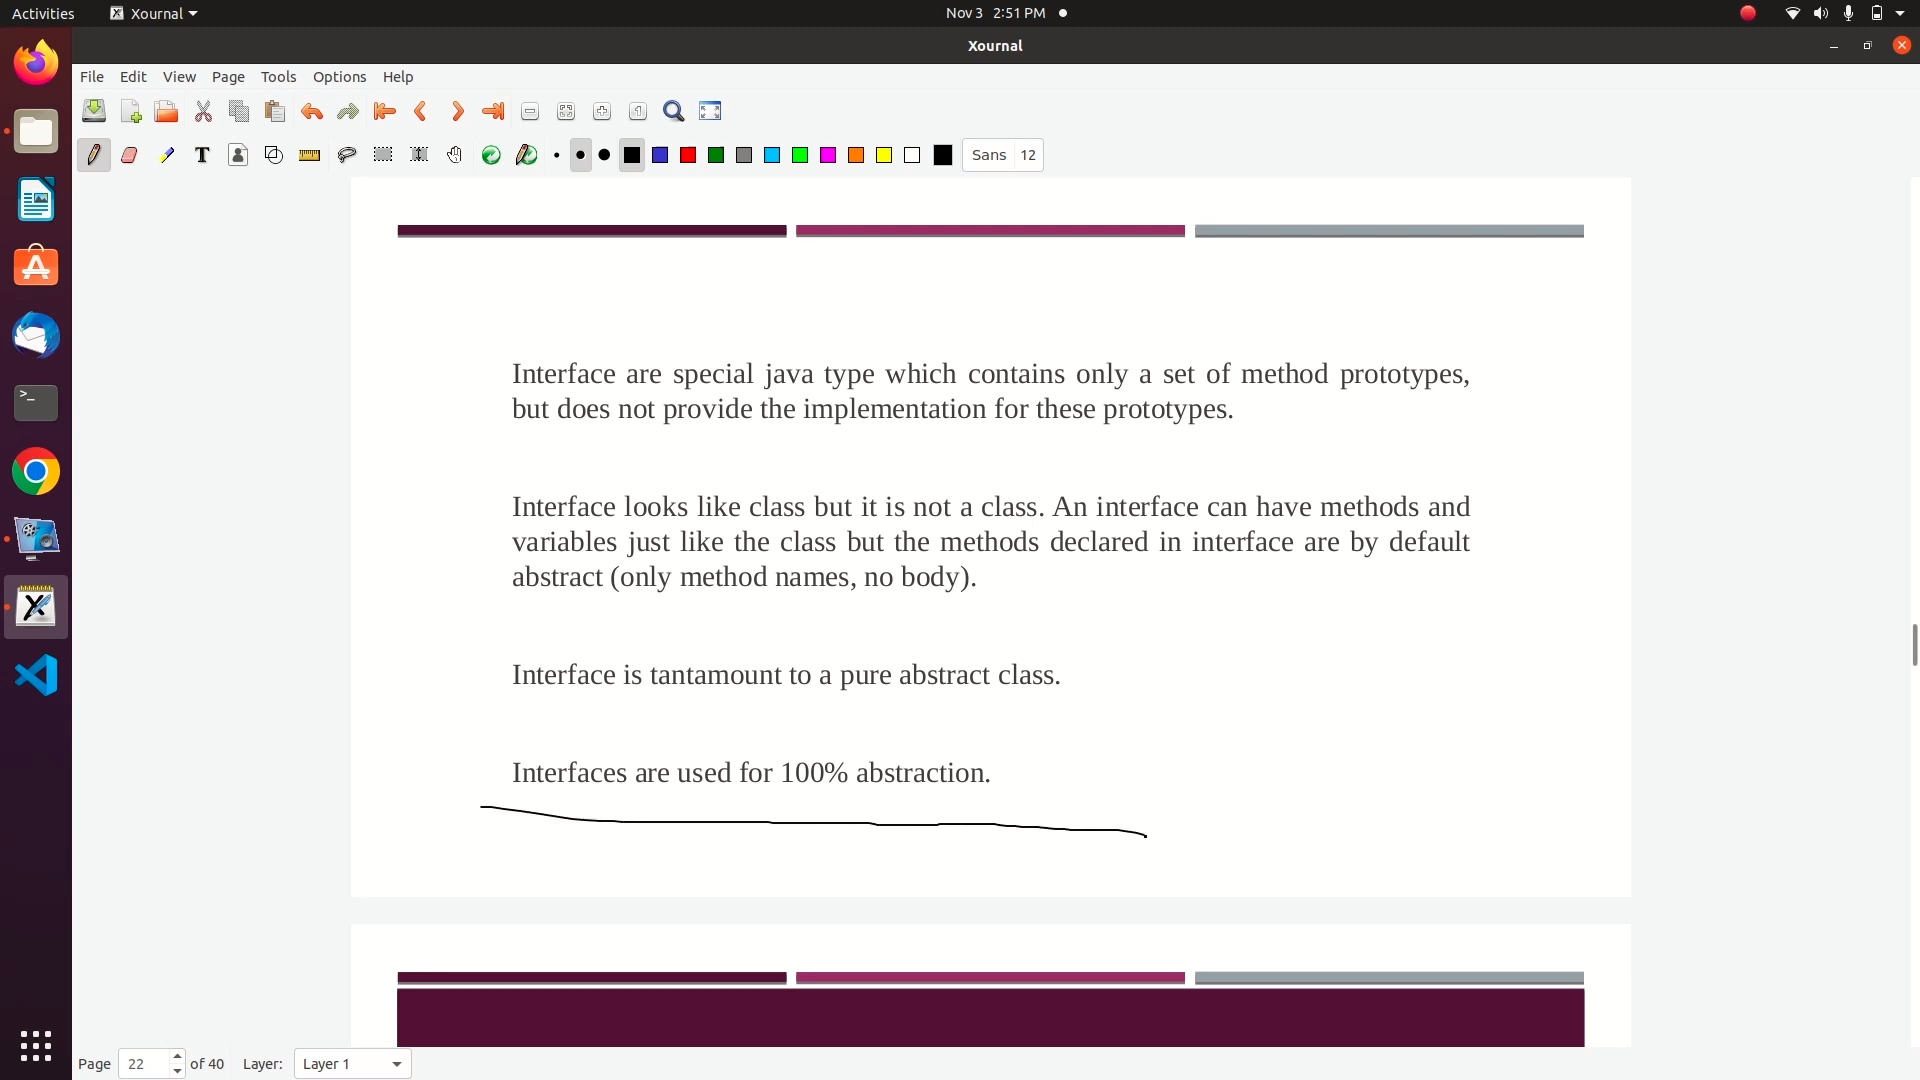 Activities Xournal Nov 3 2:51 PM
Xournal
File Edit View Page Tools Options Help
Sans 12
Interface are special java type which contains only a set of method prototypes,
but does not provide the implementation for these prototypes.
Interface looks like class but it is not a class. An interface can have methods and
variables just like the class but the methods declared in interface are by default
abstract (only method names, no body).
Interface is tantamount to a pure abstract class.
Interfaces are used for 100% abstraction.
Page 22 of 40 Layer: Layer 1